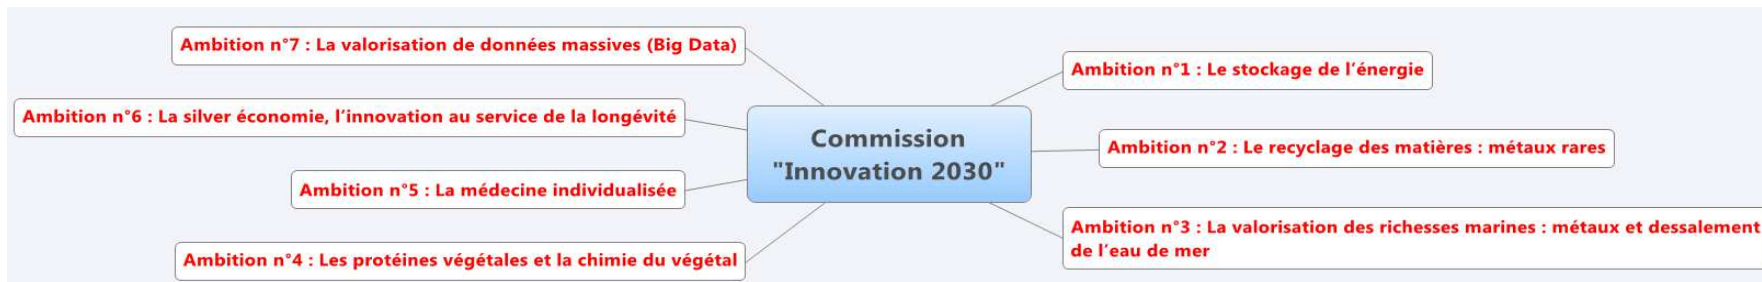 Commission
"Innovation 2030"
Ambition n°1 : Le stockage de l’énergie
Ambition n°2 : Le recyclage des matières : métaux rares
Ambition n°3 : La valorisation des richesses marines : métaux et dessalement
de l’eau de mer
Ambition n°4 : Les protéines végétales et la chimie du végétal
Ambition n°5 : La médecine individualisée
Ambition n°6 : La silver économie, l’innovation au service de la longévité
Ambition n°7 : La valorisation de données massives (Big Data)